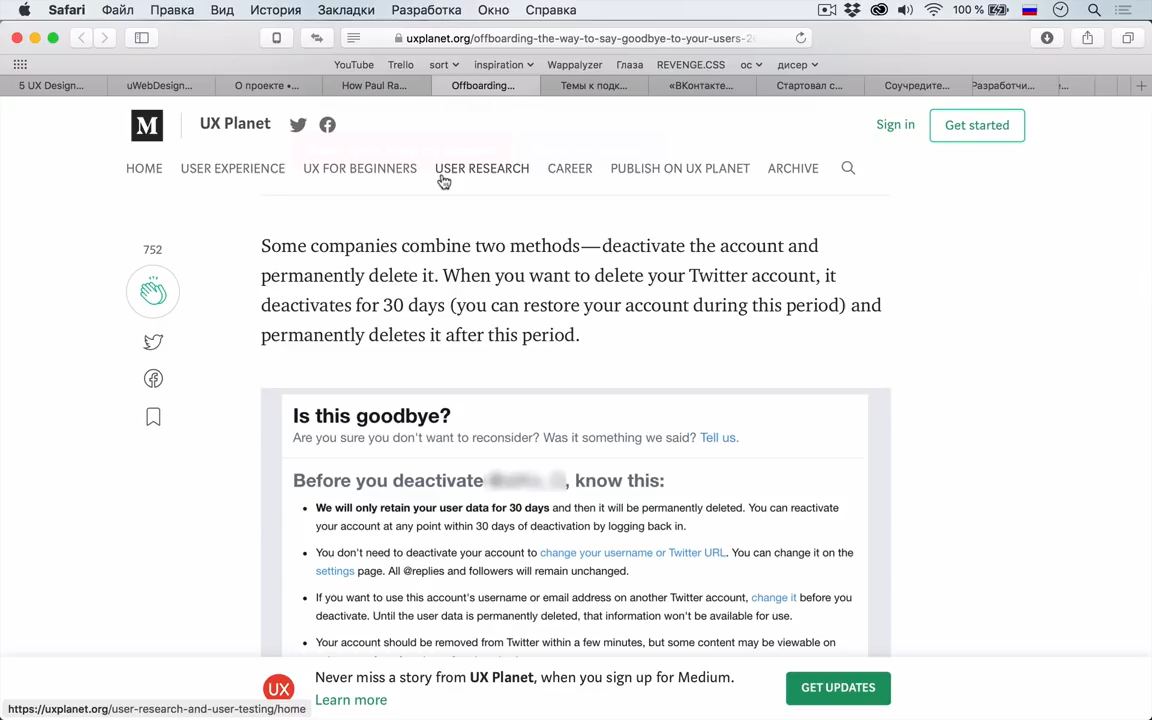 Safari Файл Правка Вид История Закладки Разработка Окно Справка 100 %
uxplanet.org/offboarding-the-way-to-say-goodbye-to-your-users-2
YouTube Trello sort inspiration Wappalyzer Глаза REVENGE.CSS ос дисер
5 UX Design... uWebDesign... О проекте •... How Paul Ra... Offboarding... Темы к подк... «ВКонтакте... Стартовал с... Соучредите... Разработчи...
M UX Planet Sign in Get started
HOME USER EXPERIENCE UX FOR BEGINNERS USER RESEARCH CAREER PUBLISH ON UX PLANET ARCHIVE
752
Some companies combine two methods — deactivate the account and
permanently delete it. When you want to delete your Twitter account, it
deactivates for 30 days (you can restore your account during this period) and
permanently deletes it after this period.
Is this goodbye?
Are you sure you don't want to reconsider? Was it something we said? Tell us.
Before you deactivate , know this:
• We will only retain your user data for 30 days and then it will be permanently deleted. You can reactivate
your account at any point within 30 days of deactivation by logging back in.
• You don't need to deactivate your account to change your username or Twitter URL. You can change it on the
settings page. All @replies and followers will remain unchanged.
• If you want to use this account's username or email address on another Twitter account, change it before you
deactivate. Until the user data is permanently deleted, that information won't be available for use.
• Your account should be removed from Twitter within a few minutes, but some content may be viewable on
UX Never miss a story from UX Planet, when you sign up for Medium.
Learn more
GET UPDATES
https://uxplanet.org/user-research-and-user-testing/home